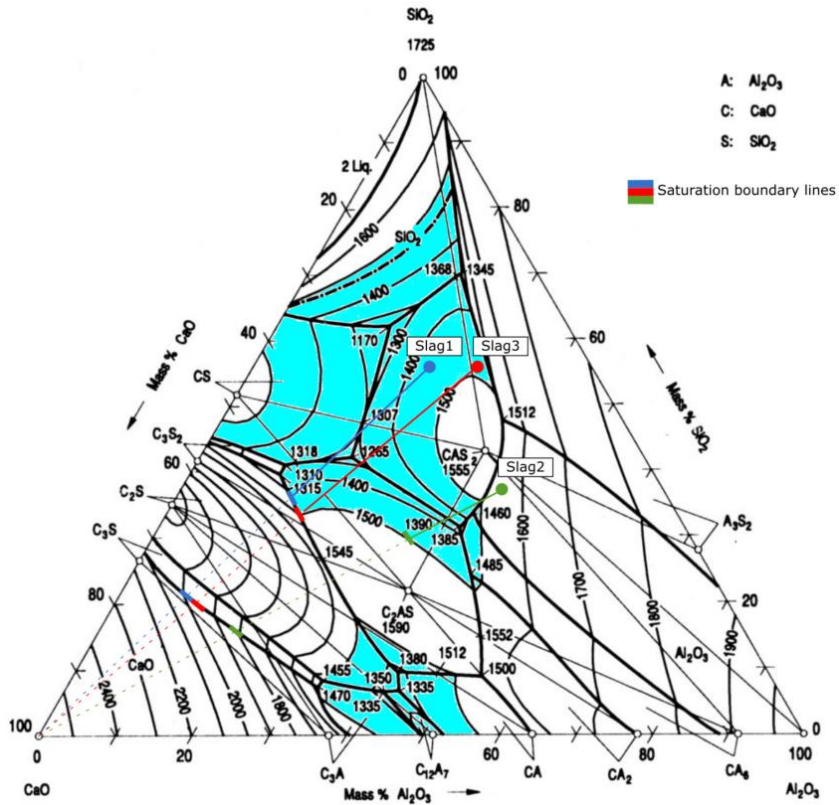 SiO₂
1725
0
100
A: Al₂O₃
C: CaO
S: SiO₂
2 Liq.
Saturation boundary lines
20
80
1600
SiO₂
1368
1345
1400
40
60
Mass % CaO
Mass % SiO₂
1170
1300
1400
Slag1
Slag3
CS
1500
1307
1512
C₃S₂
60
1318
1265
CAS₂
1555
1310
1315
1400
Slag2
C₂S
1500
1390
1460
40
1385
1600
A₃S₂
C₃S
1545
1485
1700
80
C₂AS
1590
1800
20
1552
CaO
1512
Al₂O₃
1900
2400
2200
2000
1800
1455
1380
1500
1350
1335
1470
1335
100
0
0
20
60
80
100
C₃A
C₁₂A₇
CA
CA₂
CA₆
CaO
Mass % Al₂O₃
Al₂O₃